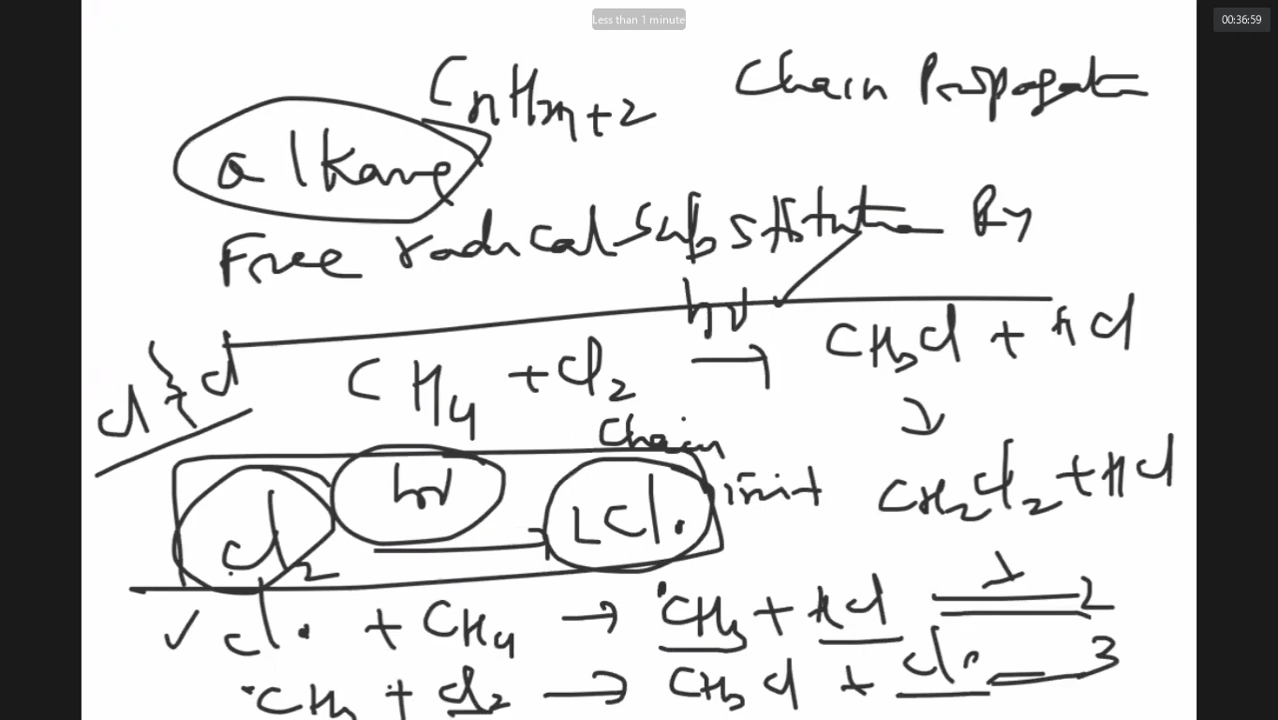 Less than 1 minute
00:36:59
CnH2n+2 Chain Propagat
alkane
Free radical Substitution By
hν
Cl } Cl CH4 + Cl2 → CH3Cl + HCl
Chain
Cl2 hν → 2Cl. init CH2Cl2 + HCl
✓ Cl. + CH4 → .CH3 + HCl 2
.CH3 + Cl2 → CH3Cl + Cl. 3